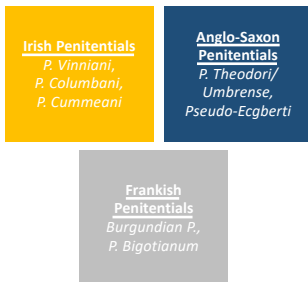 Irish Penitentials
P. Vinniani,
P. Columbani,
P. Cummeani
Anglo-Saxon
Penitentials
P. Theodori/
Umbrense,
Pseudo-Ecgberti
Frankish
Penitentials
Burgundian P.,
P. Bigotianum